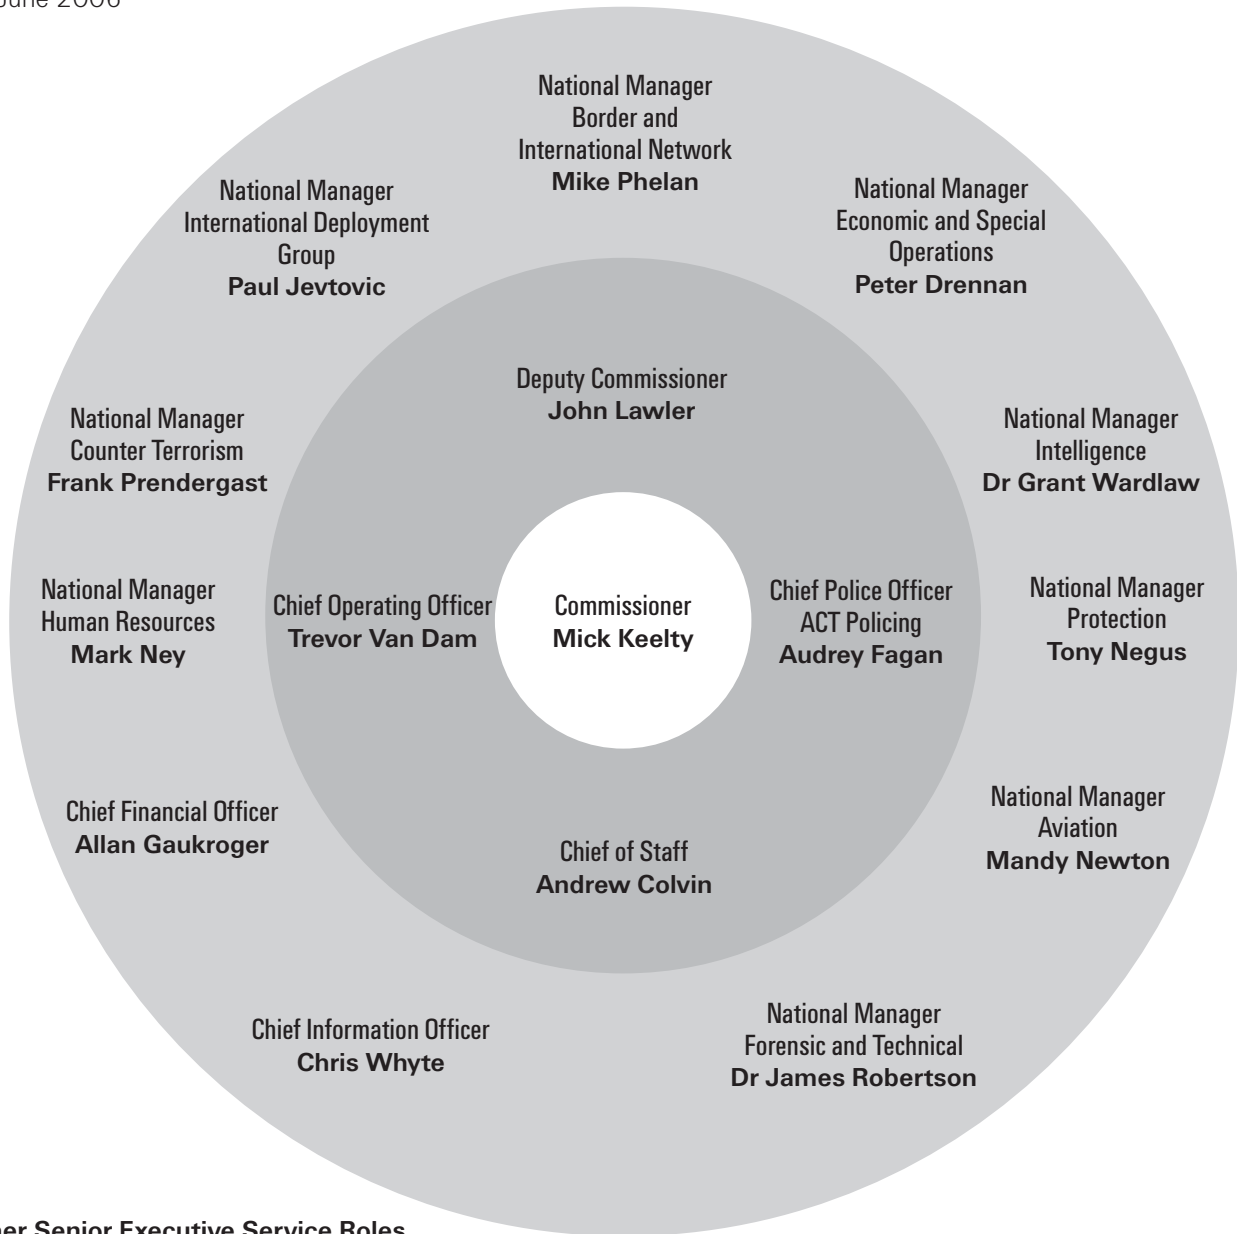 June 2006
National Manager
Border and
International Network
Mike Phelan
National Manager
International Deployment
Group
Paul Jevtovic
National Manager
Economic and Special
Operations
Peter Drennan
Deputy Commissioner
John Lawler
National Manager
Counter Terrorism
Frank Prendergast
National Manager
Intelligence
Dr Grant Wardlaw
National Manager
Human Resources
Mark Ney
Chief Operating Officer
Trevor Van Dam
Commissioner
Mick Keelty
Chief Police Officer
ACT Policing
Audrey Fagan
National Manager
Protection
Tony Negus
Chief Financial Officer
Allan Gaukroger
Chief of Staff
Andrew Colvin
National Manager
Aviation
Mandy Newton
Chief Information Officer
Chris Whyte
National Manager
Forensic and Technical
Dr James Robertson
Senior Executive Service Roles